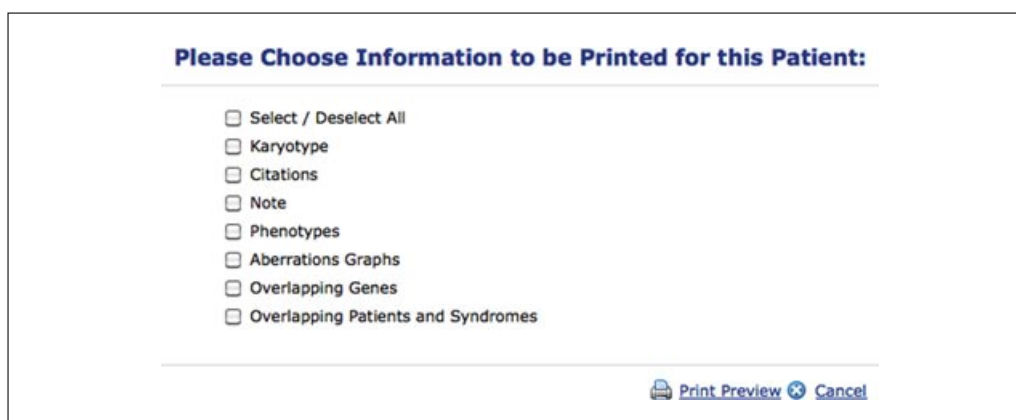 Please Choose Information to be Printed for this Patient:
Select / Deselect All
Karyotype
Citations
Note
Phenotypes
Aberrations Graphs
Overlapping Genes
Overlapping Patients and Syndromes
Print Preview Cancel